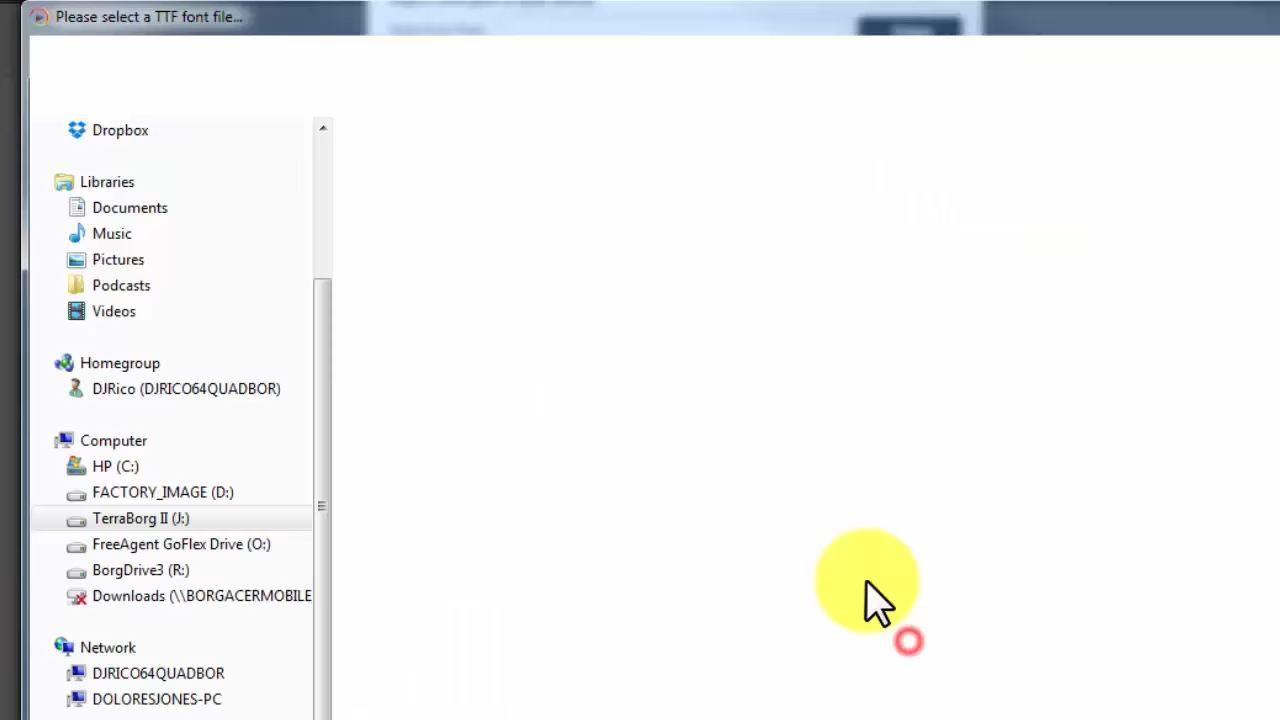 Please select a TTF font file...
Dropbox
Libraries
Documents
Music
Pictures
Podcasts
Videos
Homegroup
DJRico (DJRICO64QUADBOR)
Computer
HP (C:)
FACTORY_IMAGE (D:)
TerraBorg II (J:)
FreeAgent GoFlex Drive (O:)
BorgDrive3 (R:)
Downloads (\\BORGACERMOBILE
Network
DJRICO64QUADBOR
DOLORESJONES-PC